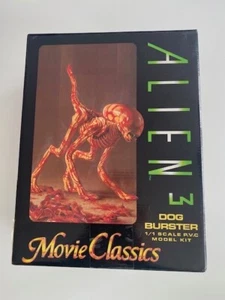 ALIEN³
DOG
BURSTER
1/1 SCALE P.V.C
MODEL KIT
Movie Classics